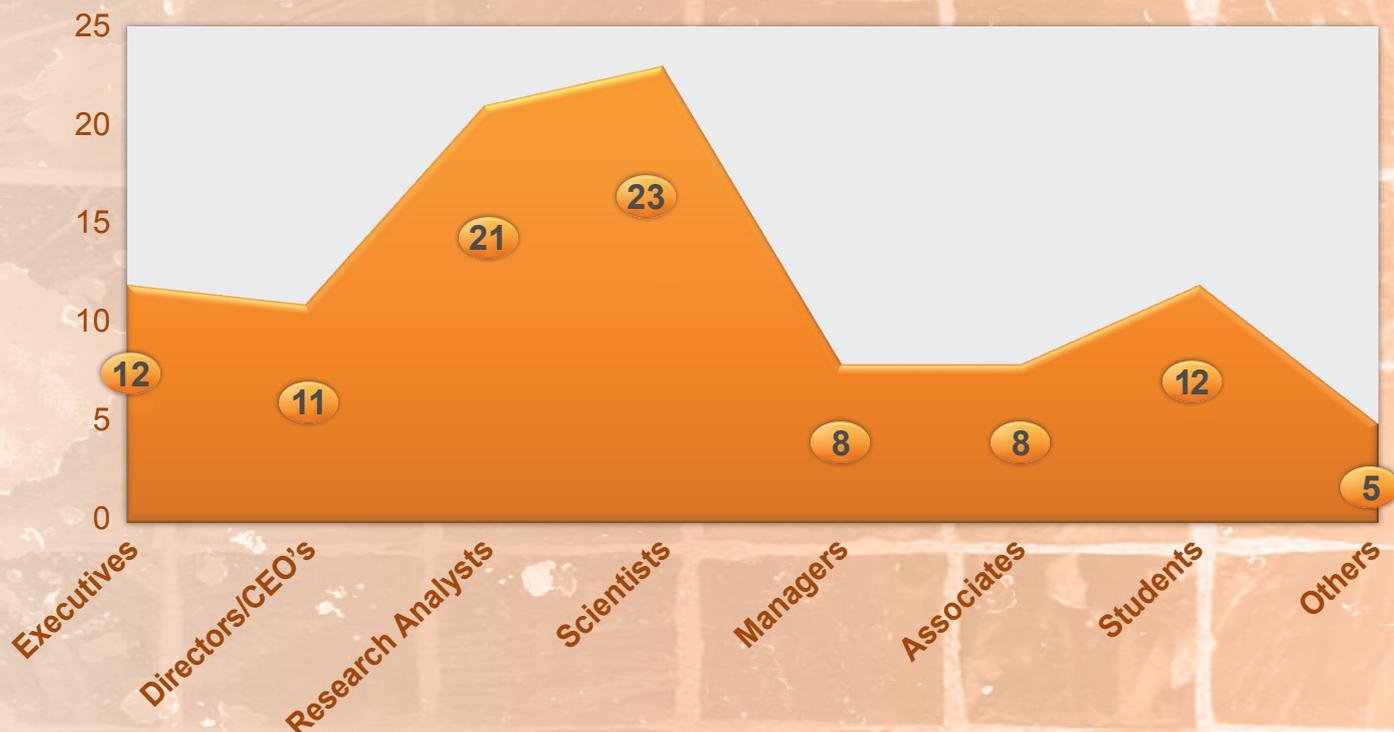 25
20
15
10
5
0
12
11
21
23
8
8
12
5
Executives
Directors/CEO’s
Research Analysts
Scientists
Managers
Associates
Students
Others